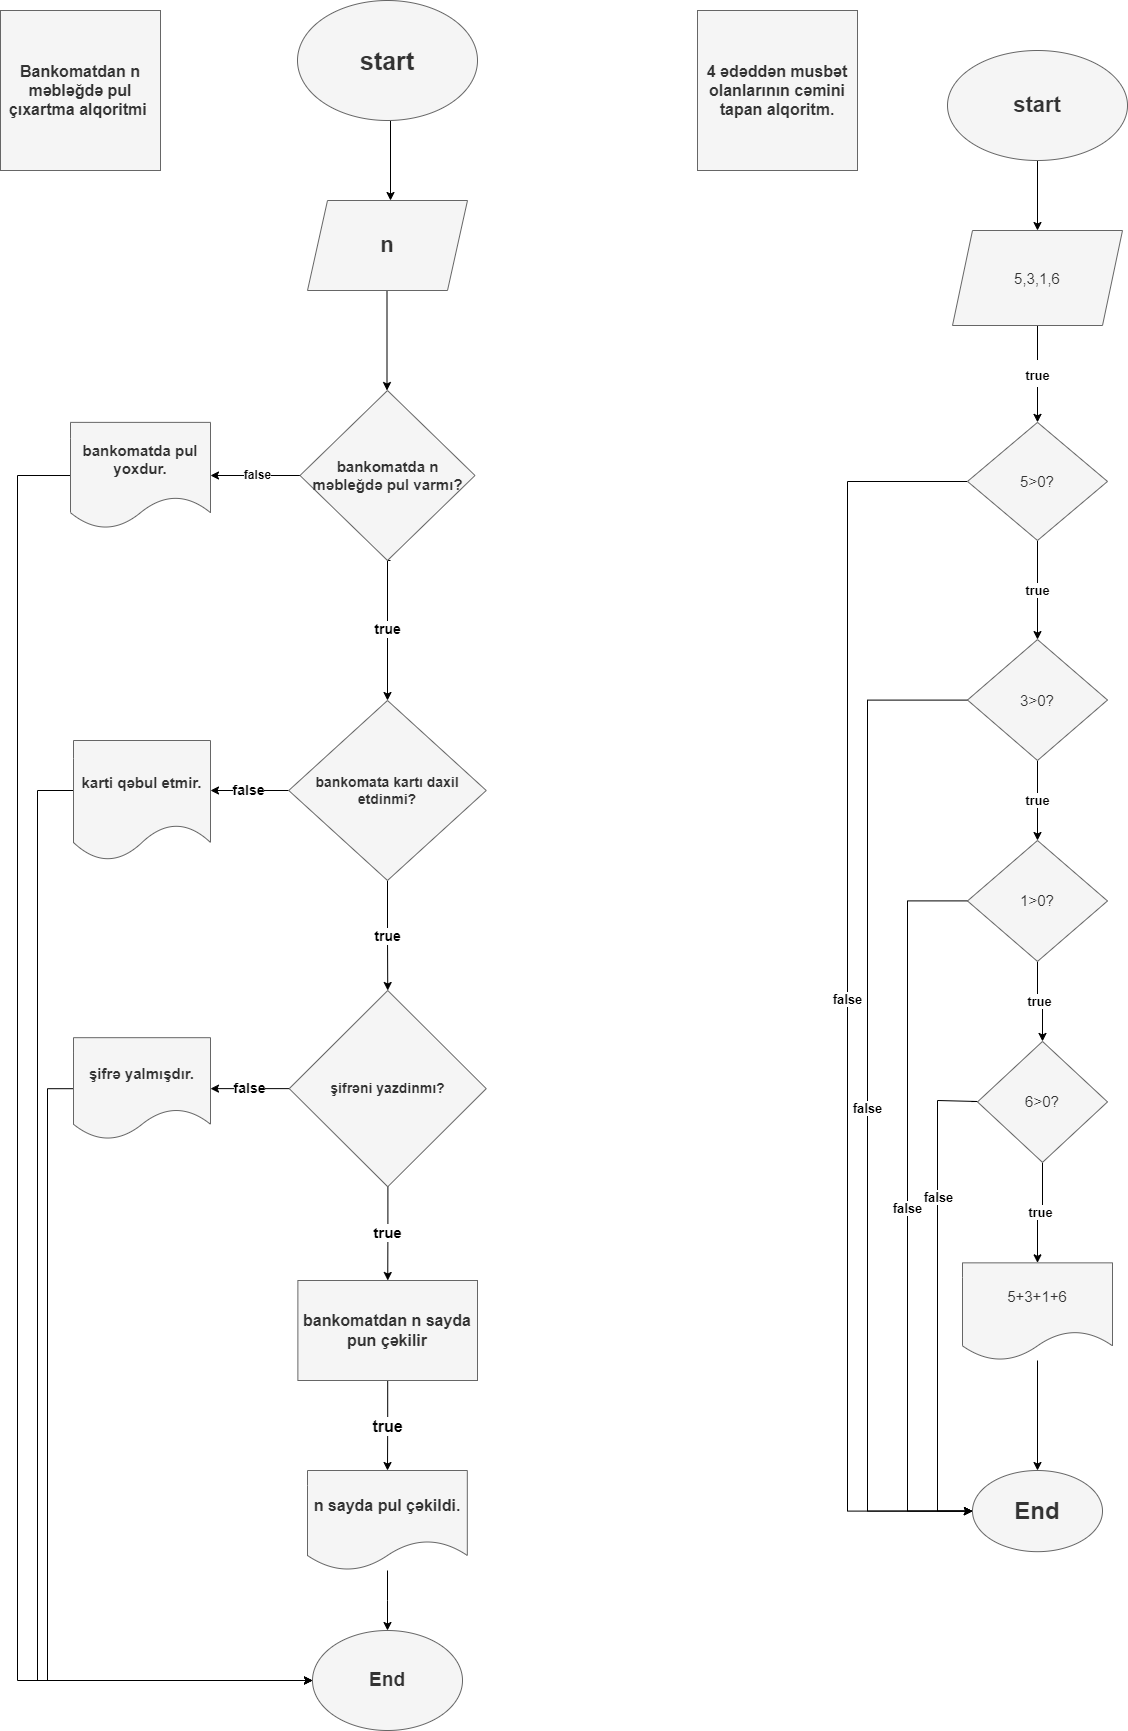 Bankomatdan n
məbləğdə pul
çıxartma alqoritmi
start
n
bankomatda n
məbleğdə pul varmı?
false
bankomatda pul
yoxdur.
true
bankomata kartı daxil
etdinmi?
false
karti qəbul etmir.
true
şifrəni yazdinmı?
false
şifrə yalmışdır.
true
bankomatdan n sayda
pun çəkilir
true
n sayda pul çəkildi.
End
4 ədəddən musbət
olanlarının cəmini
tapan alqoritm.
start
5,3,1,6
true
5>0?
true
3>0?
true
1>0?
true
6>0?
false
false
false
false
true
5+3+1+6
End